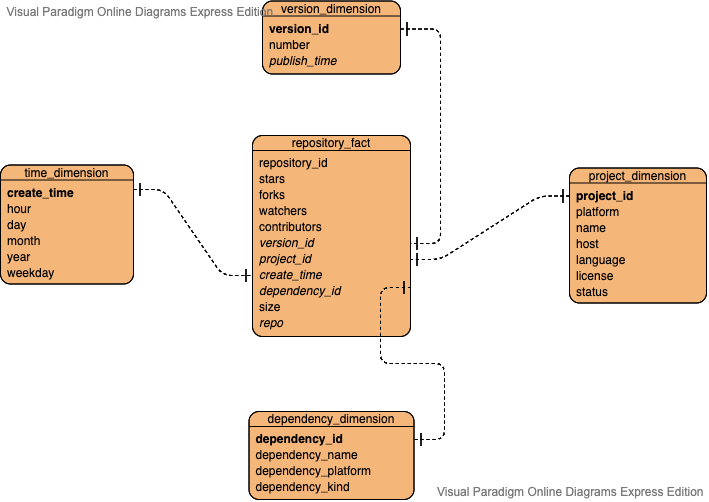 Visual Paradigm Online Diagrams Express Edition
version_dimension
version_id
number
publish_time
repository_fact
repository_id
stars
forks
watchers
contributors
version_id
project_id
create_time
dependency_id
size
repo
time_dimension
create_time
hour
day
month
year
weekday
project_dimension
project_id
platform
name
host
language
license
status
dependency_dimension
dependency_id
dependency_name
dependency_platform
dependency_kind
Visual Paradigm Online Diagrams Express Edition